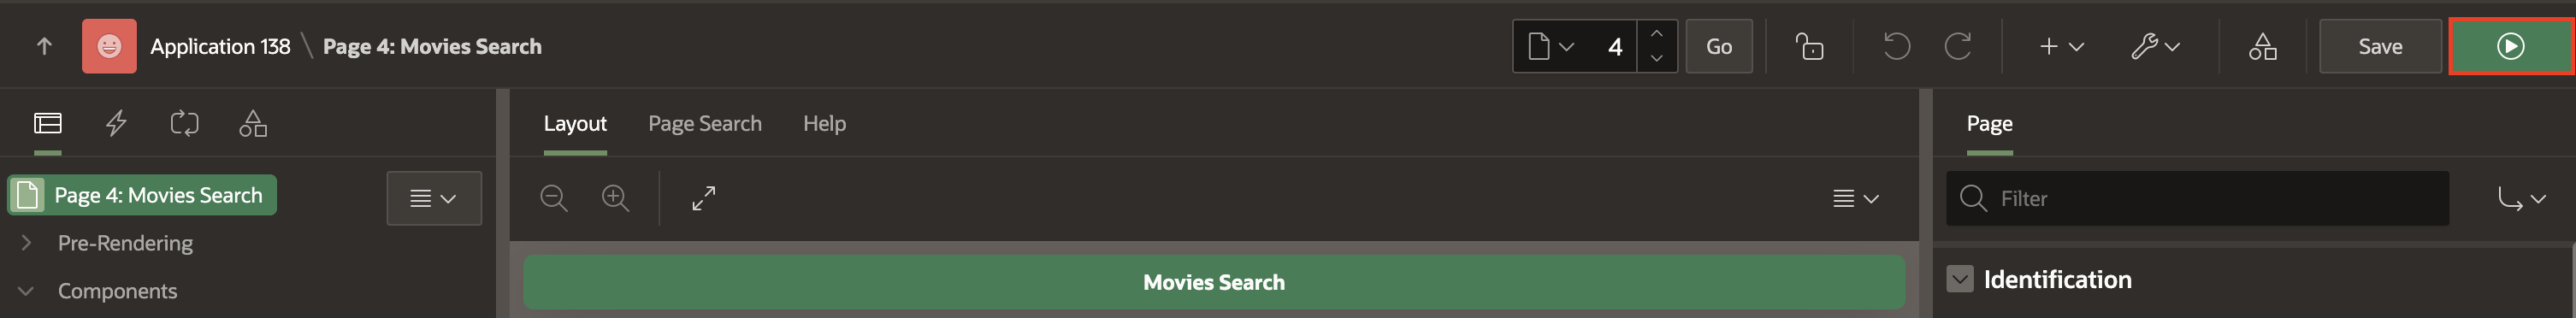 Application 138 \ Page 4: Movies Search
4
Go
Save
Layout
Page Search
Help
Page
Page 4: Movies Search
Filter
Pre-Rendering
Movies Search
Identification
Components